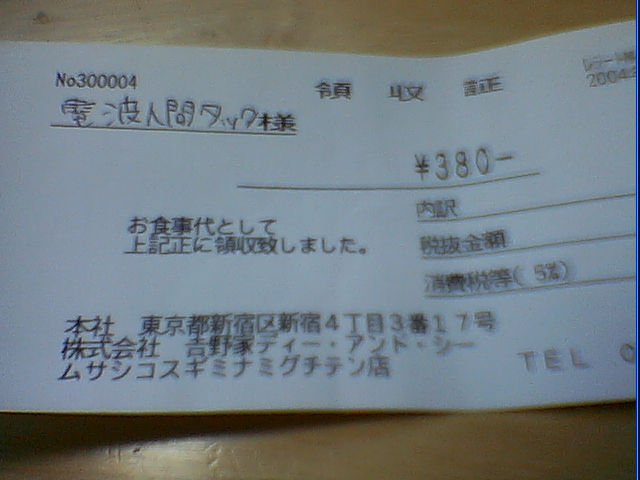 No300004
領収証
2004
電波人間タック様
¥380-
内訳
お食事代として
上記正に領収致しました。
税抜金額
消費税等( 5%)
本社 東京都新宿区新宿4丁目3番17号
株式会社 吉野家ディー・アンド・シー
ムサシコスギミナミグチテン店
TEL 0